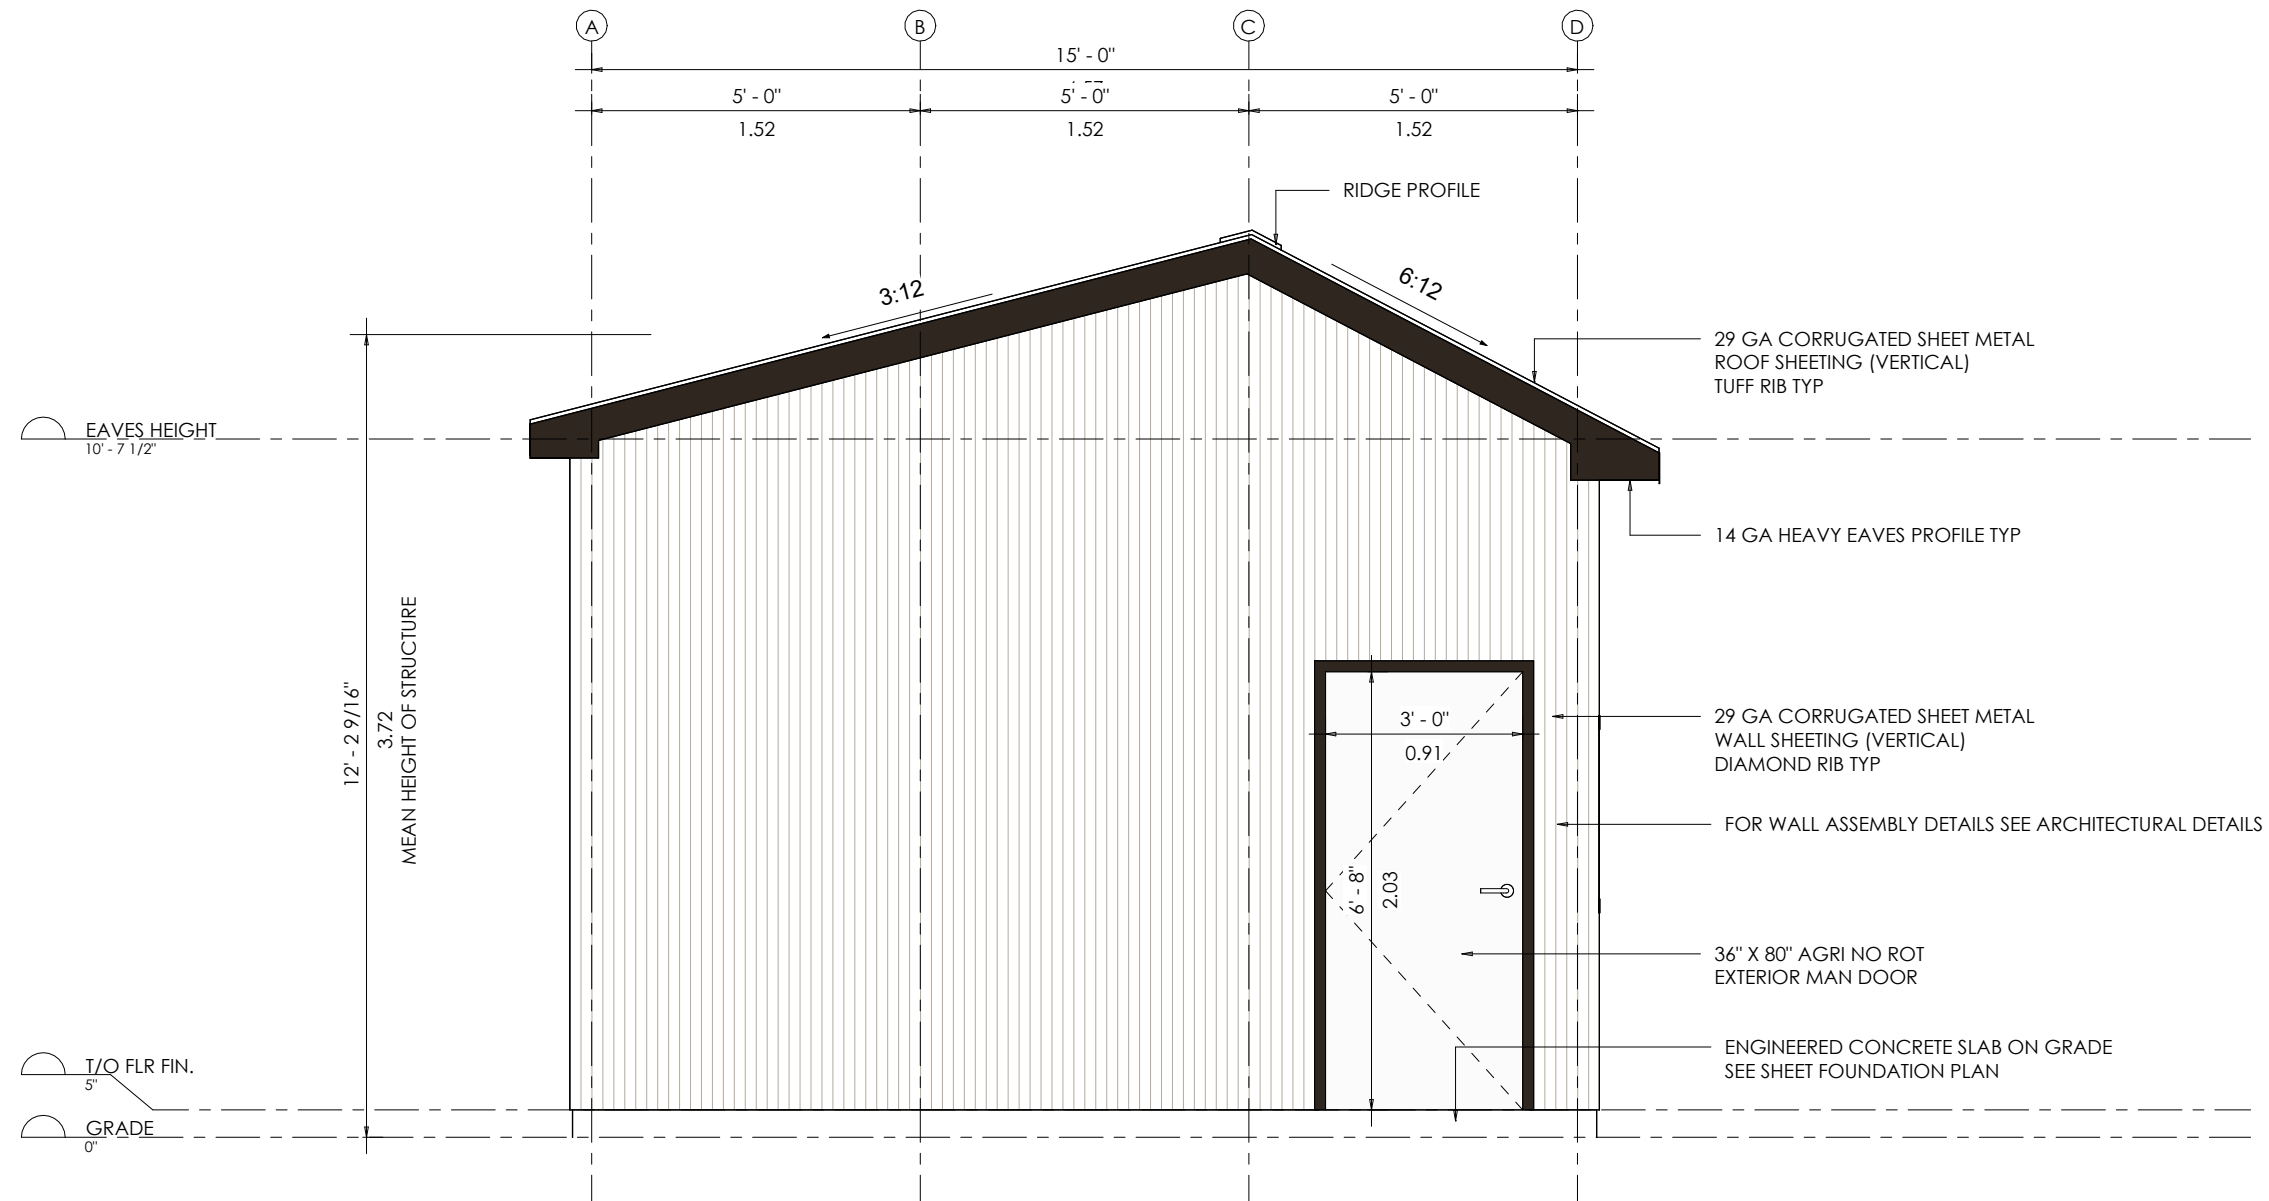 A B C D
15' - 0"
5' - 0" 5' - 0" 5' - 0"
1.52 1.52 1.52
RIDGE PROFILE
3:12
6:12
29 GA CORRUGATED SHEET METAL
ROOF SHEETING (VERTICAL)
TUFF RIB TYP
EAVES HEIGHT
10' - 7 1/2"
14 GA HEAVY EAVES PROFILE TYP
12' - 2 9/16"
3.72
MEAN HEIGHT OF STRUCTURE
3' - 0"
0.91
29 GA CORRUGATED SHEET METAL
WALL SHEETING (VERTICAL)
DIAMOND RIB TYP
FOR WALL ASSEMBLY DETAILS SEE ARCHITECTURAL DETAILS
6' - 8"
2.03
36" X 80" AGRI NO ROT
EXTERIOR MAN DOOR
ENGINEERED CONCRETE SLAB ON GRADE
SEE SHEET FOUNDATION PLAN
T/O FLR FIN.
5"
GRADE
0"